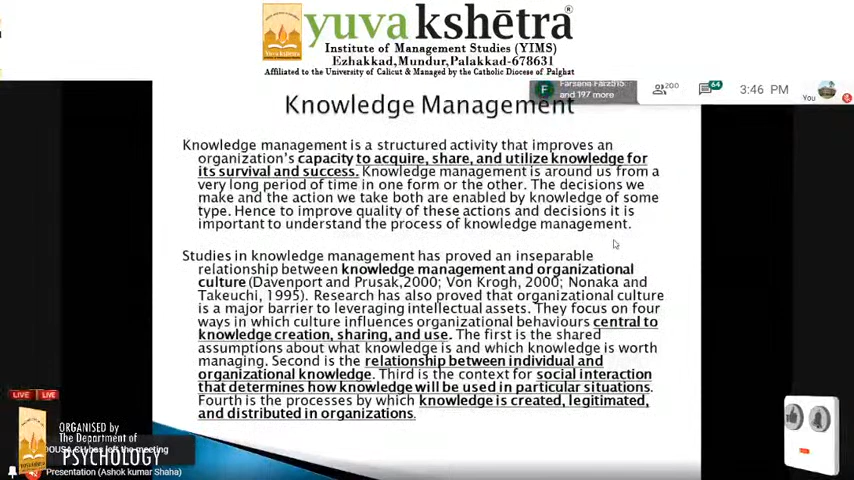 yuvakshētra®
Institute of Management Studies (YIMS)
Ezhakkad,Mundur,Palakkad-678631
Affiliated to the University of Calicut & Managed by the Catholic Diocese of Palghat
F
and 197 more
200
64
3:46 PM
You
Knowledge Management
Knowledge management is a structured activity that improves an
organization's capacity to acquire, share, and utilize knowledge for
its survival and success. Knowledge management is around us from a
very long period of time in one form or the other. The decisions we
make and the action we take both are enabled by knowledge of some
type. Hence to improve quality of these actions and decisions it is
important to understand the process of knowledge management.
Studies in knowledge management has proved an inseparable
relationship between knowledge management and organizational
culture (Davenport and Prusak,2000; Von Krogh, 2000; Nonaka and
Takeuchi, 1995). Research has also proved that organizational culture
is a major barrier to leveraging intellectual assets. They focus on four
ways in which culture influences organizational behaviours central to
knowledge creation, sharing, and use. The first is the shared
assumptions about what knowledge is and which knowledge is worth
managing. Second is the relationship between individual and
organizational knowledge. Third is the context for social interaction
that determines how knowledge will be used in particular situations.
Fourth is the processes by which knowledge is created, legitimated,
and distributed in organizations.
LIVE LIVE
ORGANISED by
The Department of
PSYCHOLOGY
has left the meeting
Presentation (Ashok kumar Shaha)